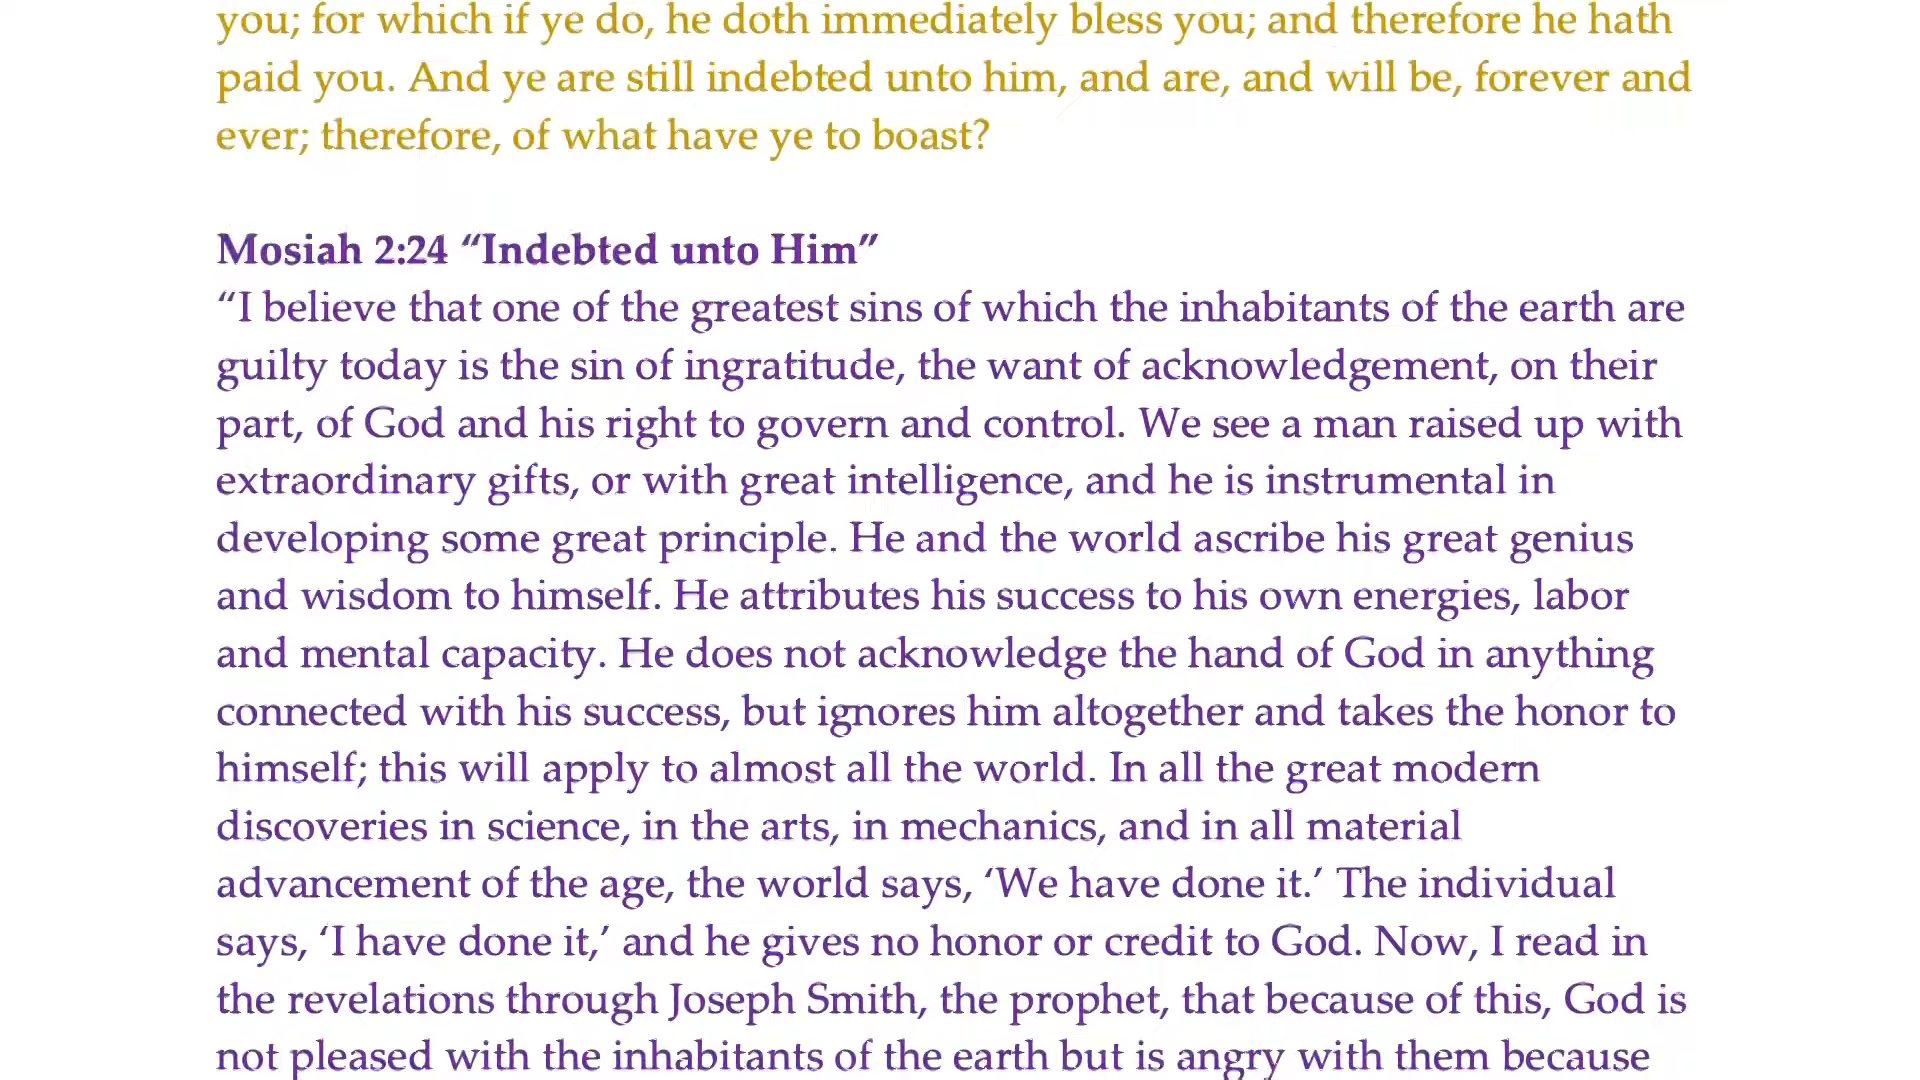 you; for which if ye do, he doth immediately bless you; and therefore he hath
paid you. And ye are still indebted unto him, and are, and will be, forever and
ever; therefore, of what have ye to boast?
Mosiah 2:24 “Indebted unto Him”
“I believe that one of the greatest sins of which the inhabitants of the earth are
guilty today is the sin of ingratitude, the want of acknowledgement, on their
part, of God and his right to govern and control. We see a man raised up with
extraordinary gifts, or with great intelligence, and he is instrumental in
developing some great principle. He and the world ascribe his great genius
and wisdom to himself. He attributes his success to his own energies, labor
and mental capacity. He does not acknowledge the hand of God in anything
connected with his success, but ignores him altogether and takes the honor to
himself; this will apply to almost all the world. In all the great modern
discoveries in science, in the arts, in mechanics, and in all material
advancement of the age, the world says, ‘We have done it.’ The individual
says, ‘I have done it,’ and he gives no honor or credit to God. Now, I read in
the revelations through Joseph Smith, the prophet, that because of this, God is
not pleased with the inhabitants of the earth but is angry with them because